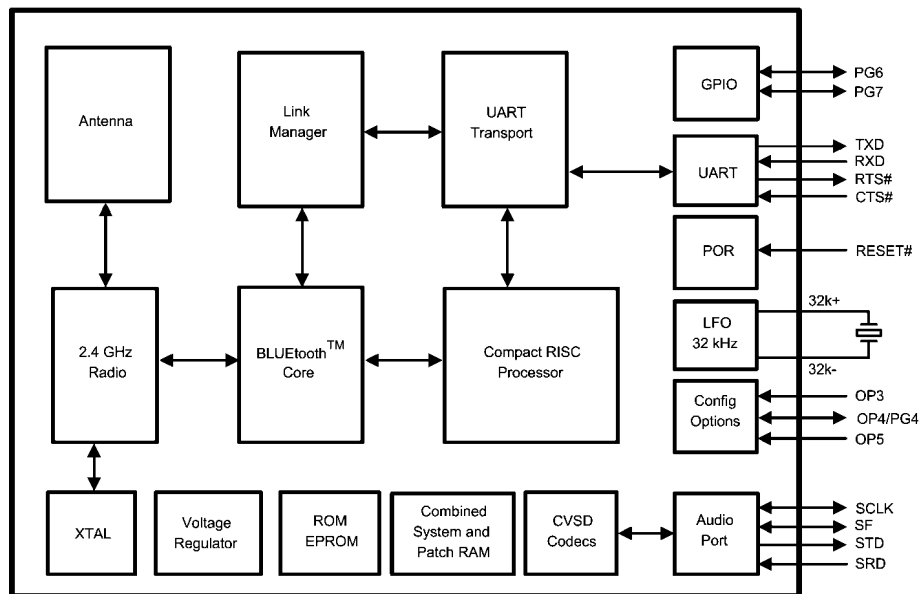 Antenna
Link
Manager
UART
Transport
GPIO
PG6
PG7
UART
TXD
RXD
RTS#
CTS#
POR
RESET#
2.4 GHz
Radio
BLUEtooth™
Core
Compact RISC
Processor
LFO
32 kHz
32k+
32k-
Config
Options
OP3
OP4/PG4
OP5
XTAL
Voltage
Regulator
ROM
EPROM
Combined
System and
Patch RAM
CVSD
Codecs
Audio
Port
SCLK
SF
STD
SRD